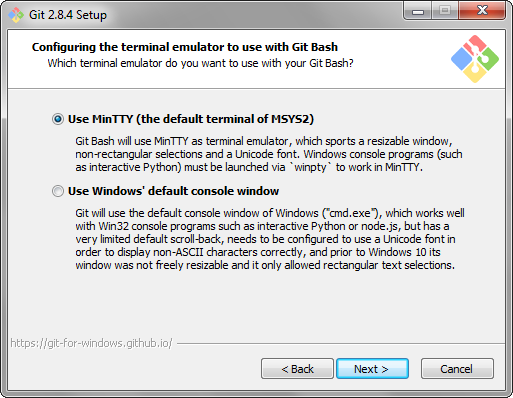 Git 2.8.4 Setup
Configuring the terminal emulator to use with Git Bash
Which terminal emulator do you want to use with your Git Bash?
Use MinTTY (the default terminal of MSYS2)
Git Bash will use MinTTY as terminal emulator, which sports a resizable window,
non-rectangular selections and a Unicode font. Windows console programs (such
as interactive Python) must be launched via `winpty` to work in MinTTY.
Use Windows' default console window
Git will use the default console window of Windows ("cmd.exe"), which works well
with Win32 console programs such as interactive Python or node.js, but has a
very limited default scroll-back, needs to be configured to use a Unicode font in
order to display non-ASCII characters correctly, and prior to Windows 10 its
window was not freely resizable and it only allowed rectangular text selections.
https://git-for-windows.github.io/
< Back
Next >
Cancel